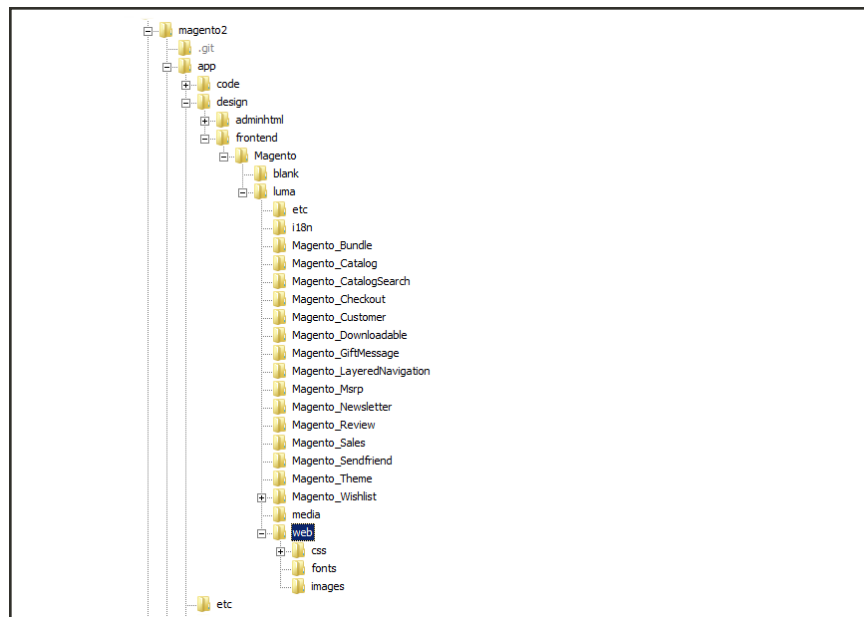 magento2
.git
app
code
design
adminhtml
frontend
Magento
blank
luma
etc
i18n
Magento_Bundle
Magento_Catalog
Magento_CatalogSearch
Magento_Checkout
Magento_Customer
Magento_Downloadable
Magento_GiftMessage
Magento_LayeredNavigation
Magento_Msrp
Magento_Newsletter
Magento_Review
Magento_Sales
Magento_Sendfriend
Magento_Theme
Magento_Wishlist
media
web
css
fonts
images
etc